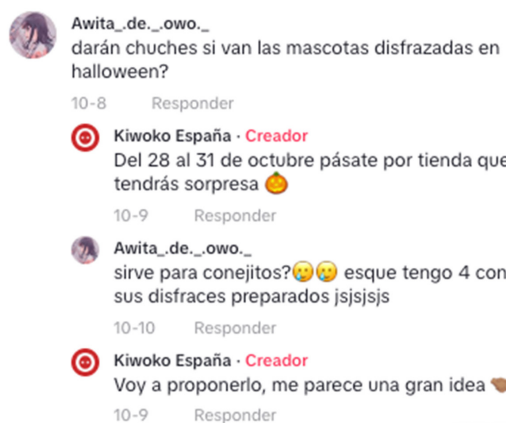 Awita_.de._.owo._
darán chuches si van las mascotas disfrazadas en
halloween?
10-8 Responder
Kiwoko España · Creador
Del 28 al 31 de octubre pásate por tienda que
tendrás sorpresa 🎃
10-9 Responder
Awita_.de._.owo._
sirve para conejitos?🥲🥲 esque tengo 4 con
sus disfraces preparados jsjsjsjs
10-10 Responder
Kiwoko España · Creador
Voy a proponerlo, me parece una gran idea
10-9 Responder